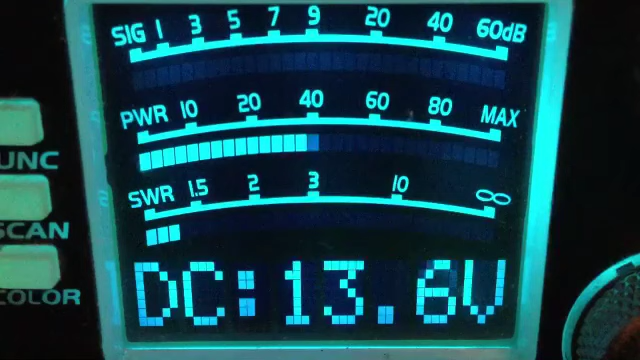 SIG 1 3 5 7 9 20 40 60dB
PWR 10 20 40 60 80 MAX
UNC
SWR 1.5 2 3 10 ∞
SCAN
DC:13.6V
COLOR